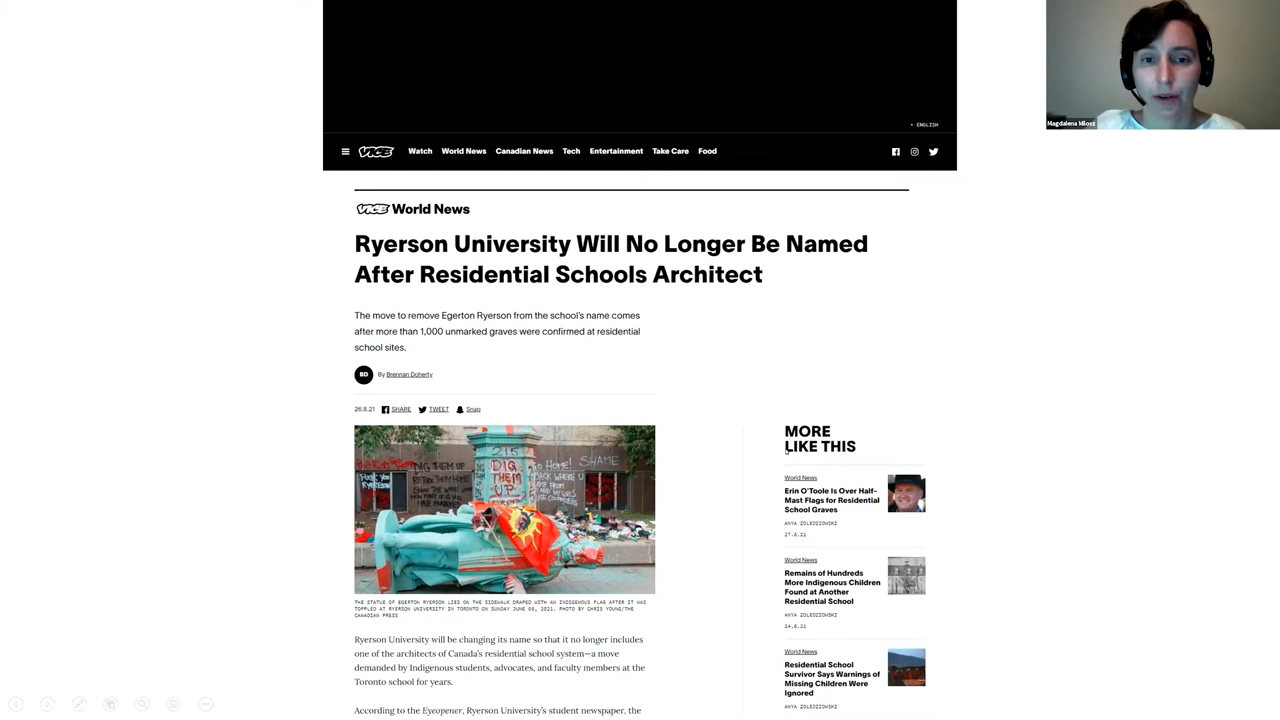 Magdalena Milosz
ENGLISH
VICE Watch World News Canadian News Tech Entertainment Take Care Food
VICE World News
Ryerson University Will No Longer Be Named
After Residential Schools Architect
The move to remove Egerton Ryerson from the school's name comes
after more than 1,000 unmarked graves were confirmed at residential
school sites.
BD By Brennan Doherty
26.8.21 SHARE TWEET Snap
215
DIG
THEM
UP
DIG THEM UP
GO HOME! SHAME
THE STATUE OF EGERTON RYERSON LIES ON THE SIDEWALK DRAPED WITH AN INDIGENOUS FLAG AFTER IT WAS
TOPPLED AT RYERSON UNIVERSITY IN TORONTO ON SUNDAY JUNE 06, 2021. PHOTO BY CHRIS YOUNG/THE
CANADIAN PRESS
Ryerson University will be changing its name so that it no longer includes
one of the architects of Canada's residential school system—a move
demanded by Indigenous students, advocates, and faculty members at the
Toronto school for years.
According to the Eyeopener, Ryerson University's student newspaper, the
MORE
LIKE THIS
World News
Erin O'Toole Is Over Half-
Mast Flags for Residential
School Graves
ANYA ZOLEDZIOWSKI
27.8.21
World News
Remains of Hundreds
More Indigenous Children
Found at Another
Residential School
ANYA ZOLEDZIOWSKI
24.6.21
World News
Residential School
Survivor Says Warnings of
Missing Children Were
Ignored
ANYA ZOLEDZIOWSKI